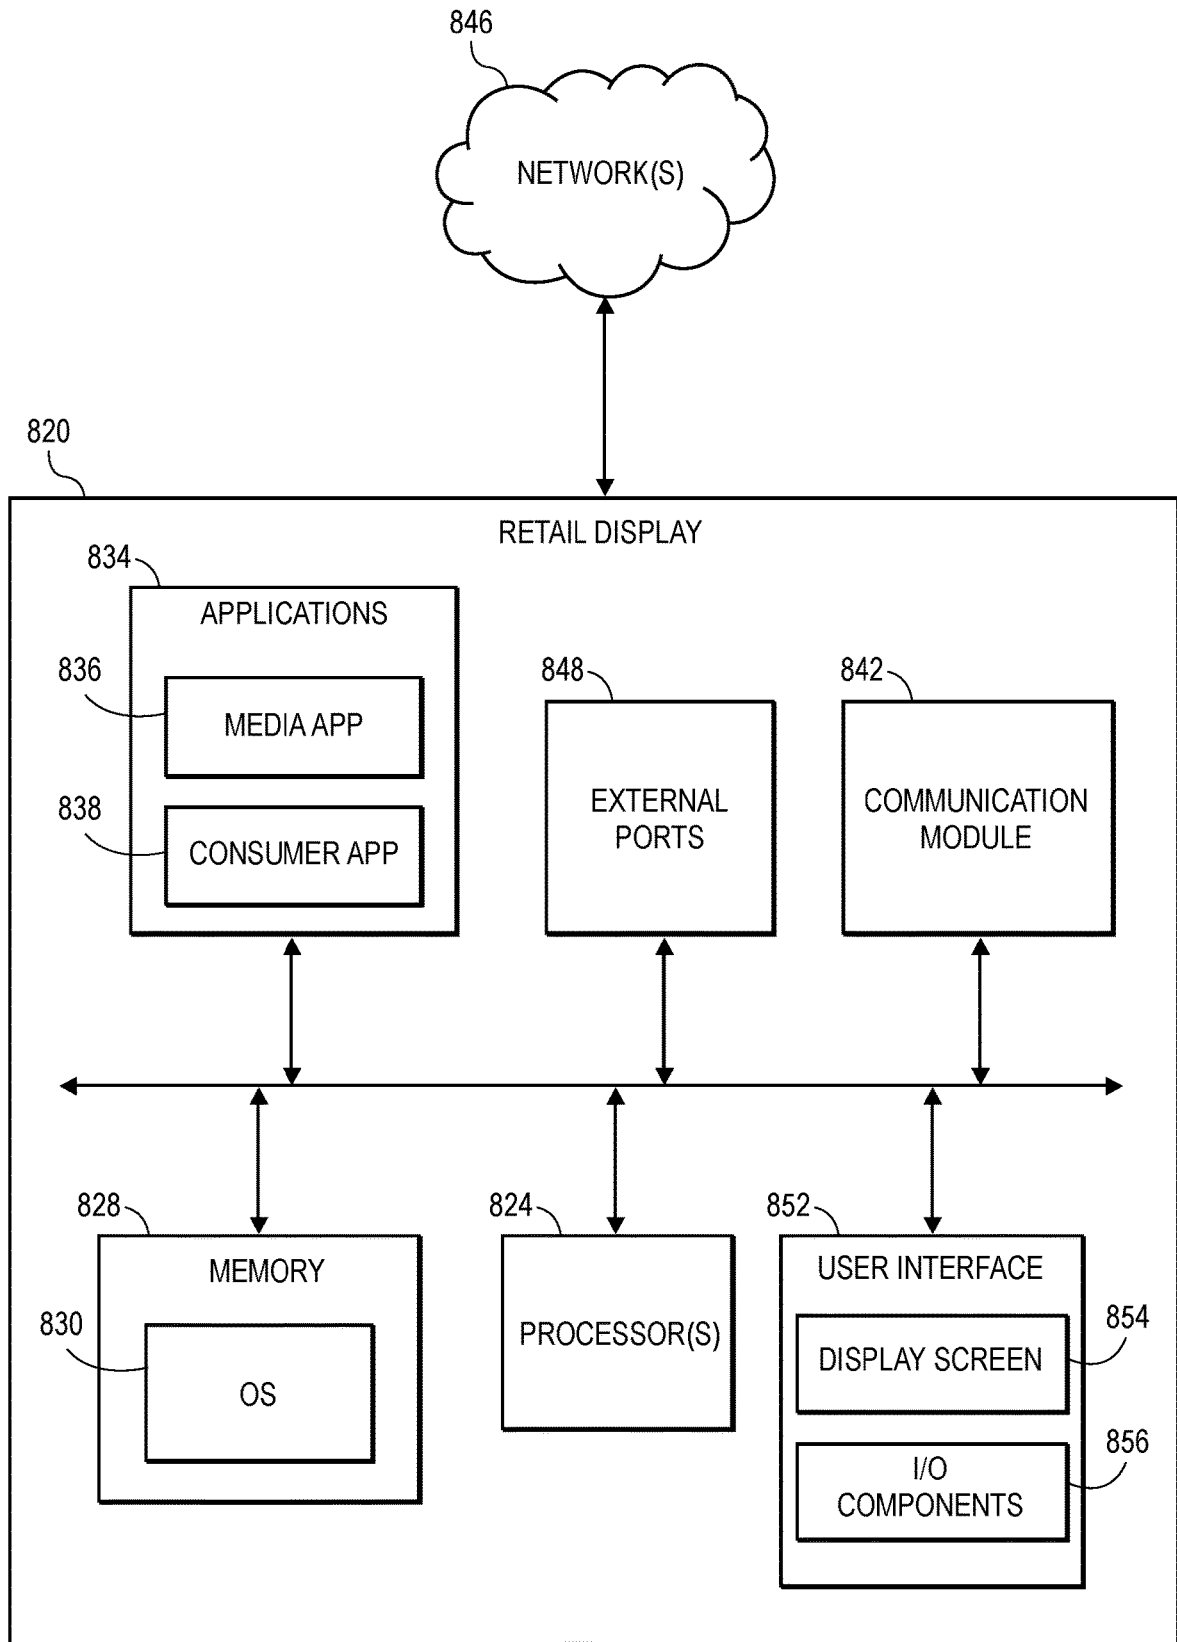 846
NETWORK(S)
820
RETAIL DISPLAY
834
APPLICATIONS
836
MEDIA APP
838
CONSUMER APP
848
EXTERNAL
PORTS
842
COMMUNICATION
MODULE
828
MEMORY
830
OS
824
PROCESSOR(S)
852
USER INTERFACE
854
DISPLAY SCREEN
856
I/O
COMPONENTS